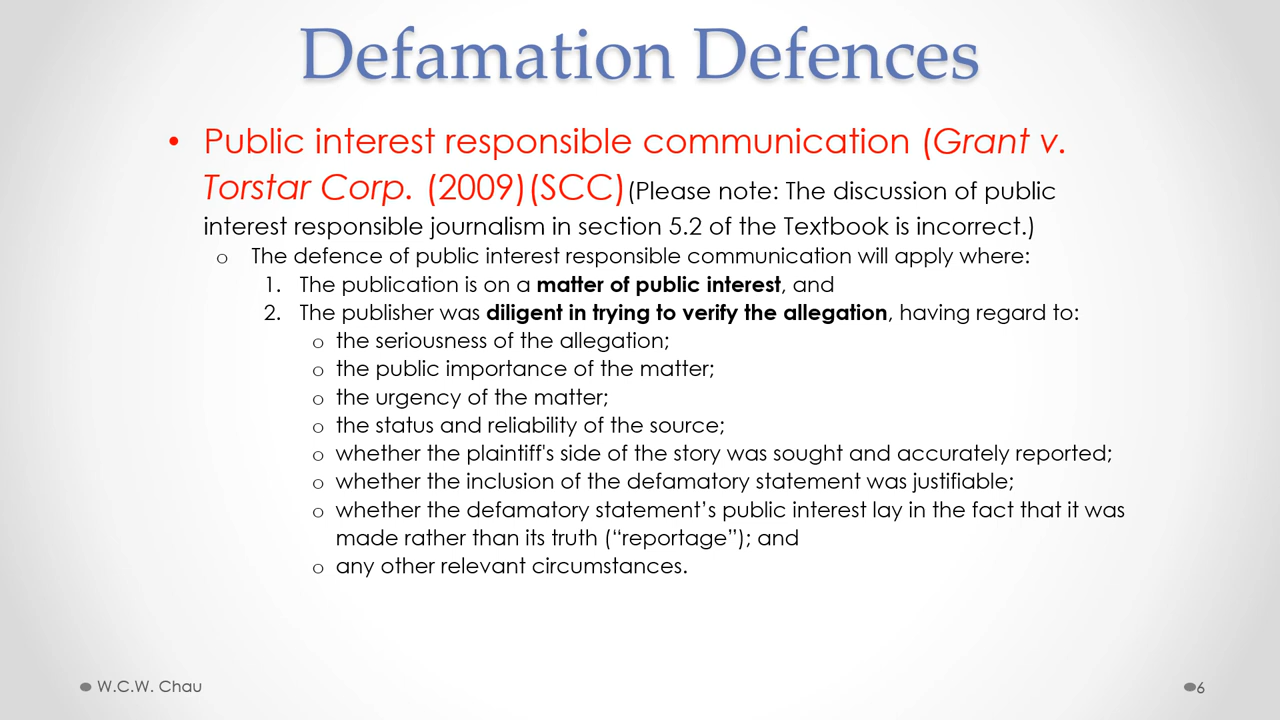 Defamation Defences
• Public interest responsible communication (Grant v.
Torstar Corp. (2009)(SCC)(Please note: The discussion of public
interest responsible journalism in section 5.2 of the Textbook is incorrect.)
o The defence of public interest responsible communication will apply where:
1. The publication is on a matter of public interest, and
2. The publisher was diligent in trying to verify the allegation, having regard to:
o the seriousness of the allegation;
o the public importance of the matter;
o the urgency of the matter;
o the status and reliability of the source;
o whether the plaintiff's side of the story was sought and accurately reported;
o whether the inclusion of the defamatory statement was justifiable;
o whether the defamatory statement’s public interest lay in the fact that it was
made rather than its truth (“reportage”); and
o any other relevant circumstances.
● W.C.W. Chau
● 6